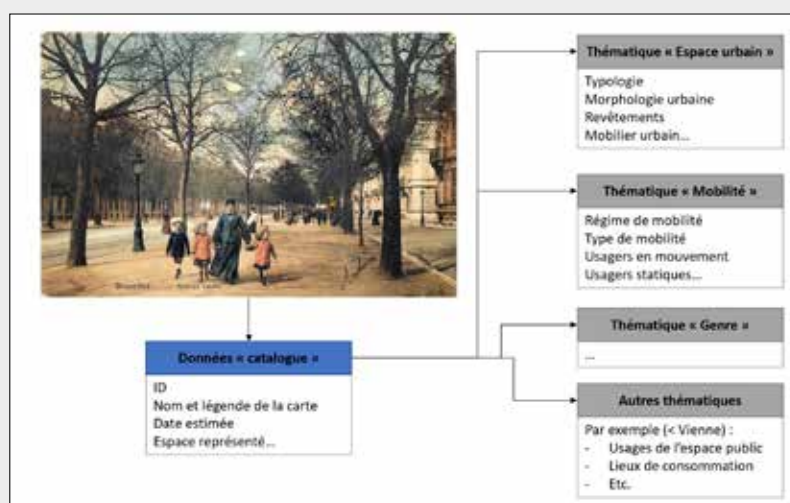 Bruxelles
Données « catalogue »
ID
Nom et légende de la carte
Date estimée
Espace représenté...
Thématique « Espace urbain »
Typologie
Morphologie urbaine
Revêtements
Mobilier urbain...
Thématique « Mobilité »
Régime de mobilité
Type de mobilité
Usagers en mouvement
Usagers statiques...
Thématique « Genre »
...
Autres thématiques
Par exemple (< Vienne) :
- Usages de l'espace public
- Lieux de consommation
- Etc.